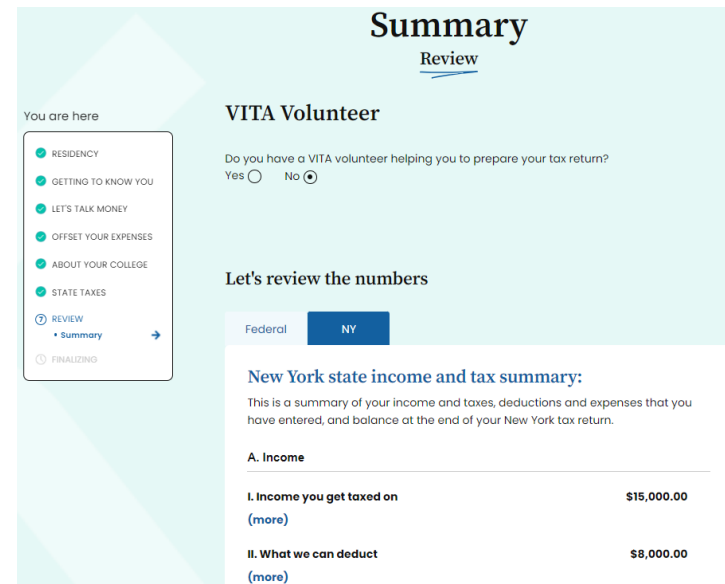 Summary
Review
You are here
RESIDENCY
GETTING TO KNOW YOU
LET'S TALK MONEY
OFFSET YOUR EXPENSES
ABOUT YOUR COLLEGE
STATE TAXES
7 REVIEW
• Summary
FINALIZING
VITA Volunteer
Do you have a VITA volunteer helping you to prepare your tax return?
Yes No
Let's review the numbers
Federal NY
New York state income and tax summary:
This is a summary of your income and taxes, deductions and expenses that you
have entered, and balance at the end of your New York tax return.
A. Income
I. Income you get taxed on $15,000.00
(more)
II. What we can deduct $8,000.00
(more)